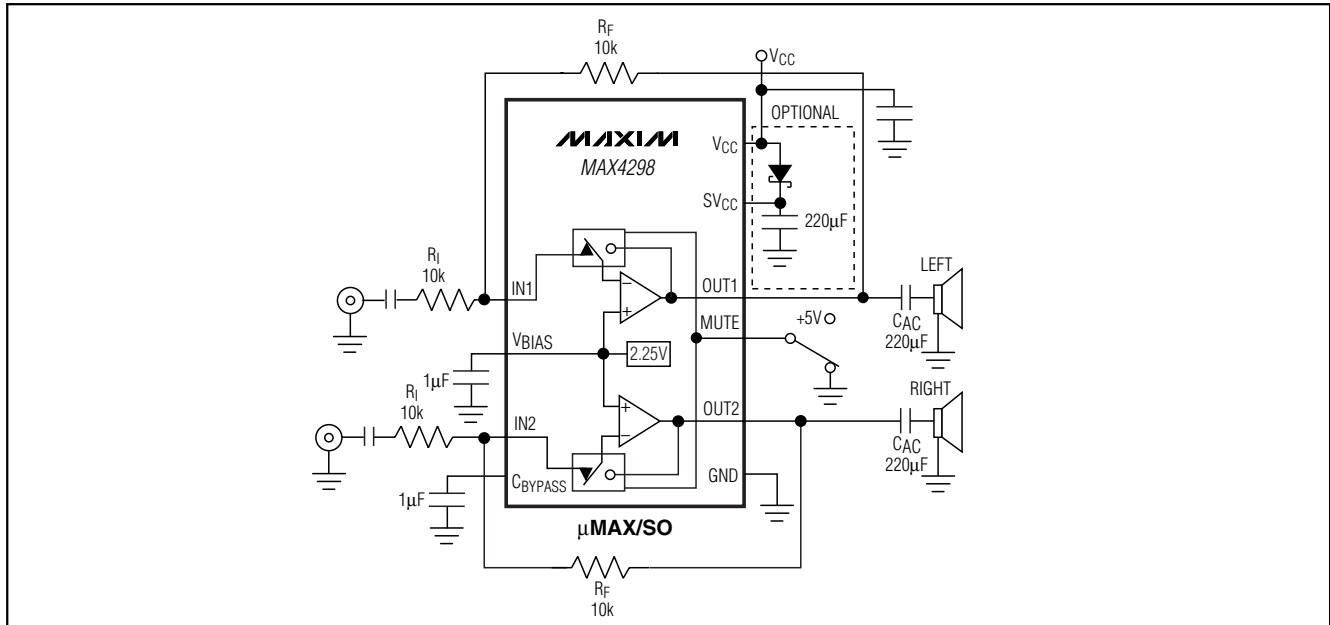 RF
10k
VCC
OPTIONAL
MAXIM
MAX4298
VCC
SVCC
220µF
RI
10k
IN1
OUT1
LEFT
MUTE
+5V
CAC
220µF
VBIAS
2.25V
1µF
RI
10k
RIGHT
IN2
OUT2
CAC
220µF
CBYPASS
GND
1µF
µMAX/SO
RF
10k